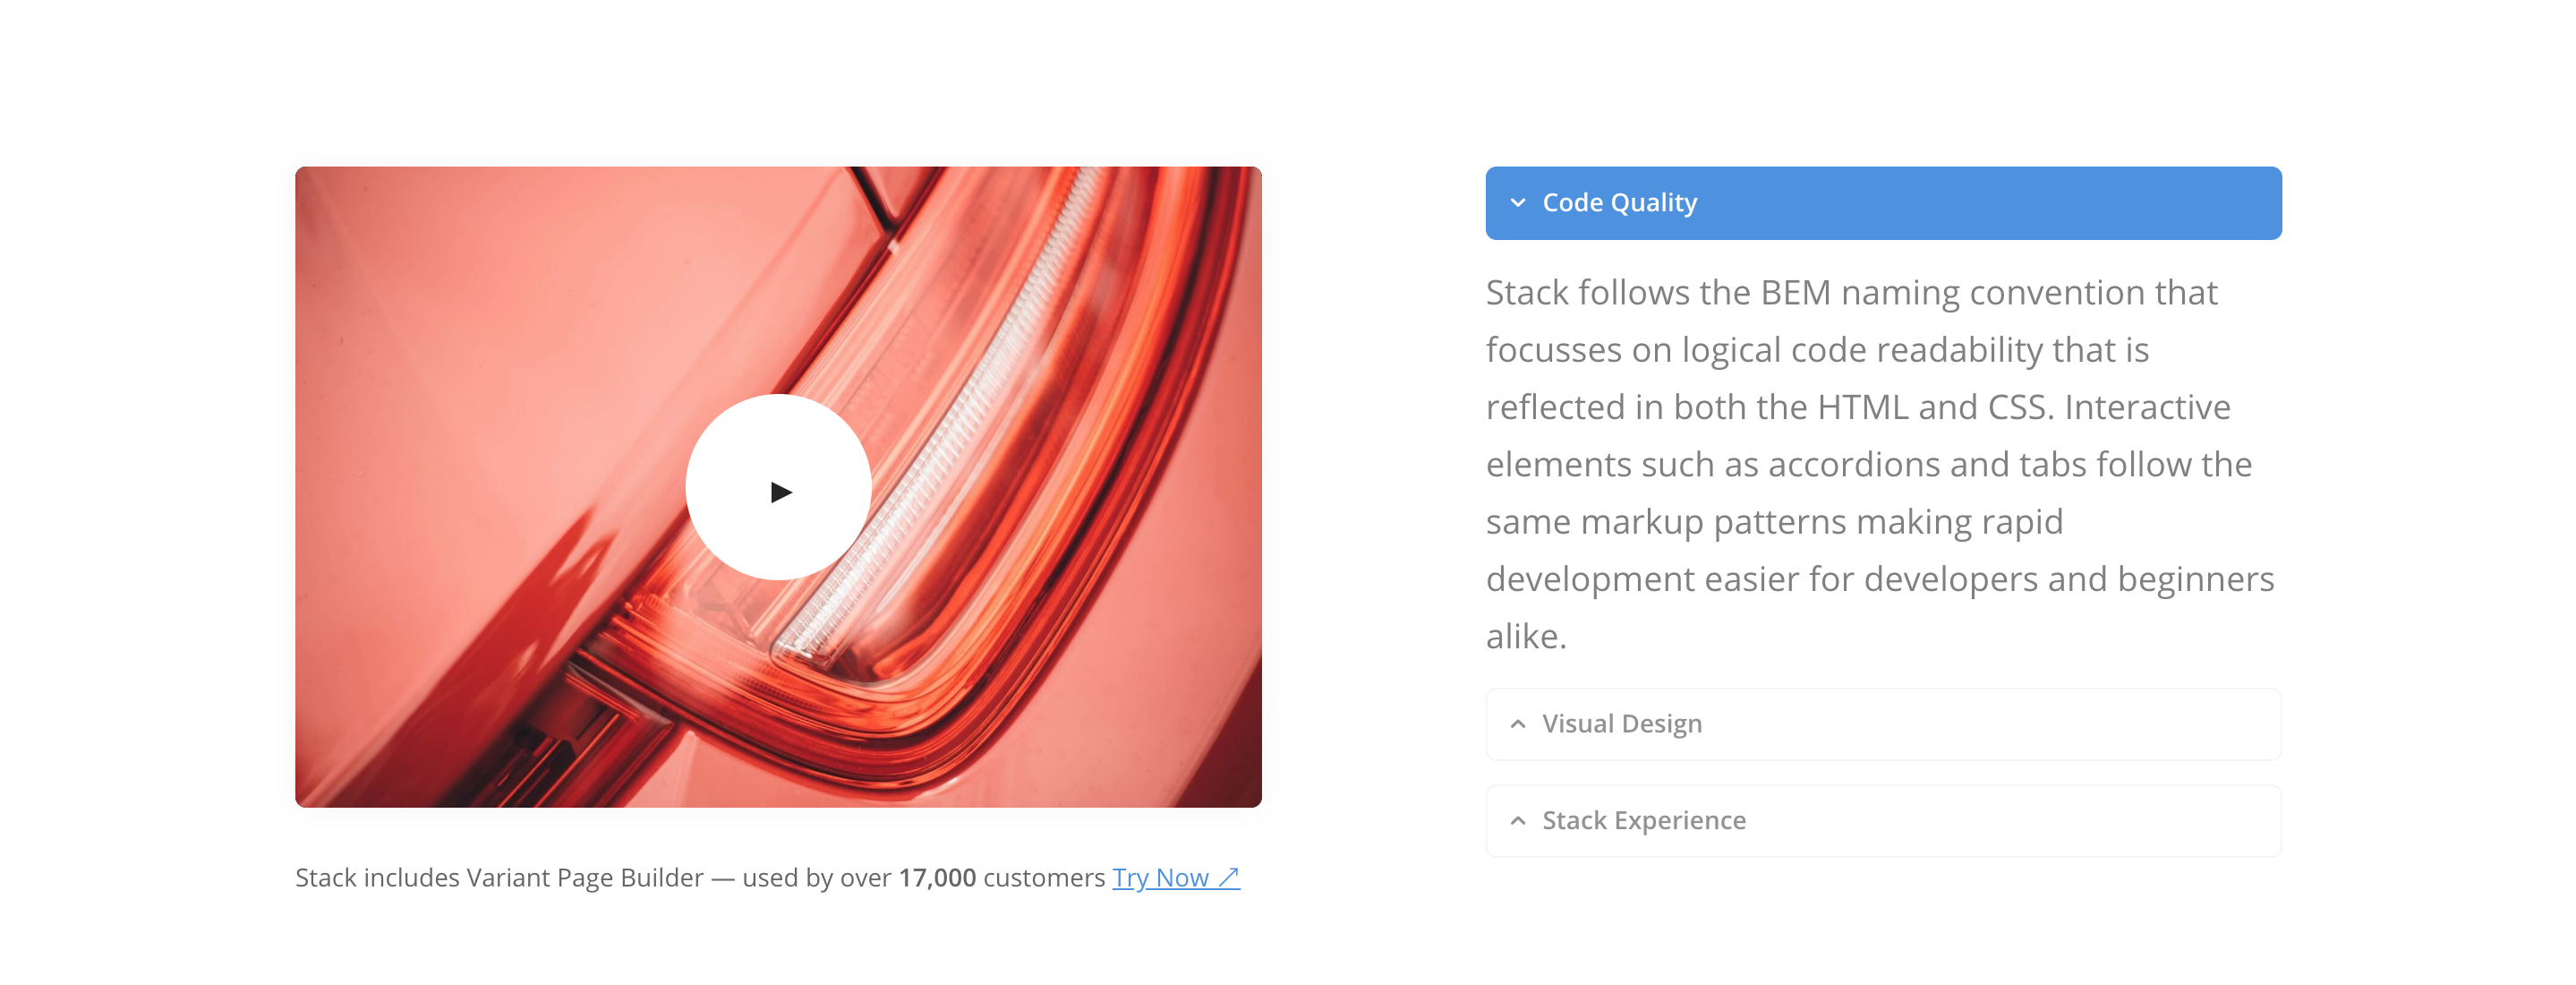 Stack includes Variant Page Builder — used by over 17,000 customers Try Now ↗
Code Quality
Stack follows the BEM naming convention that
focusses on logical code readability that is
reflected in both the HTML and CSS. Interactive
elements such as accordions and tabs follow the
same markup patterns making rapid
development easier for developers and beginners
alike.
Visual Design
Stack Experience